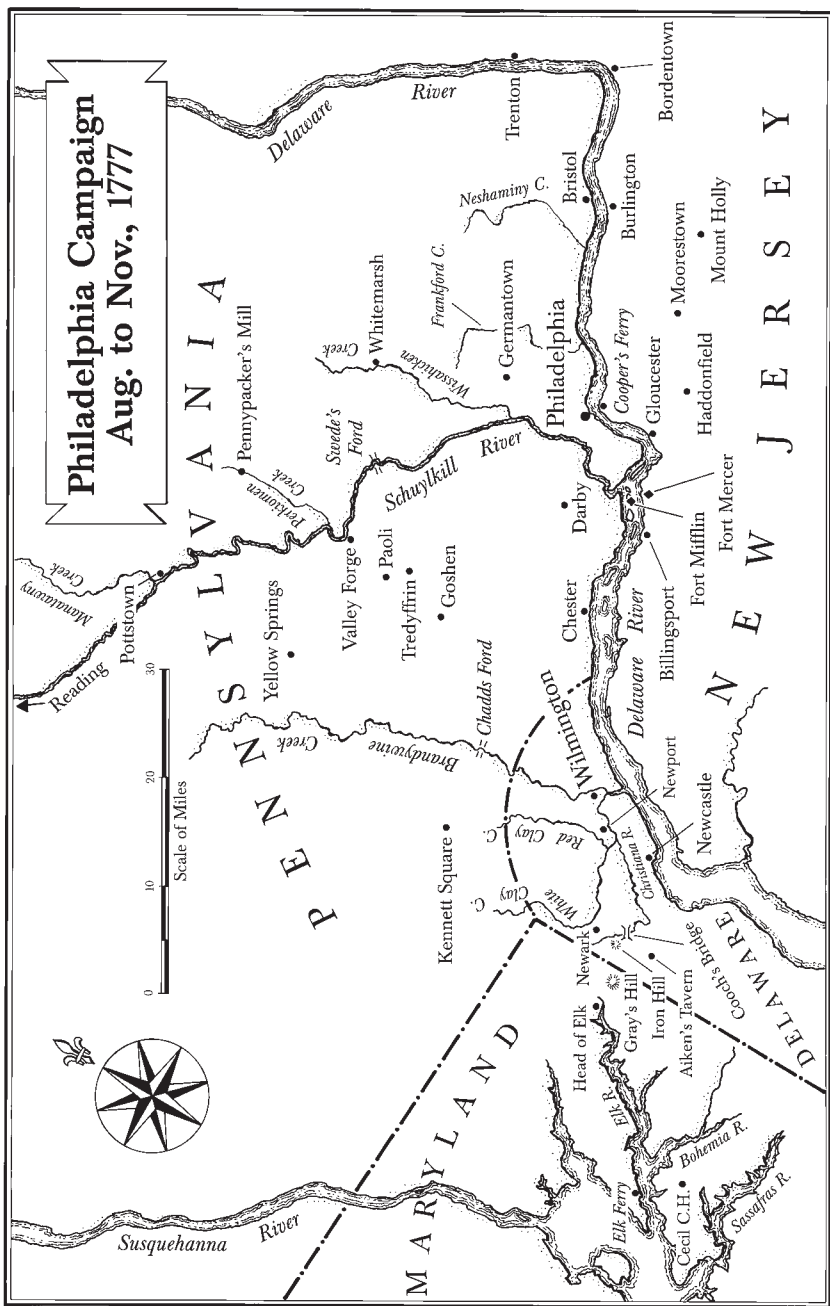 Philadelphia Campaign
Aug. to Nov., 1777
PENNSYLVANIA
MARYLAND
DELAWARE
NEW JERSEY
Reading
Manatawny
Creek
Pottstown
Perkiomen
Creek
Pennypacker's Mill
Swede's
Ford
Schuylkill
River
Valley Forge
Paoli
Tredyffrin
Goshen
Yellow Springs
Wissahicken
Creek
Whitemarsh
Germantown
Frankford C.
Neshaminy C.
Delaware
River
Trenton
Bordentown
Bristol
Burlington
Philadelphia
Cooper's Ferry
Gloucester
Haddonfield
Moorestown
Mount Holly
Darby
Fort Mercer
Fort Mifflin
Billingsport
Chester
Delaware
River
Brandywine
Creek
Chadds Ford
Kennett Square
Wilmington
Newport
Newcastle
Red
Clay
C.
White
Clay
C.
Christiana R.
Newark
Cooch's Bridge
Iron Hill
Gray's Hill
Aiken's Tavern
Head of Elk
Elk R.
Elk Ferry
Bohemia R.
Cecil C.H.
Sassafras R.
Susquehanna
River
0
10
20
30
Scale of Miles